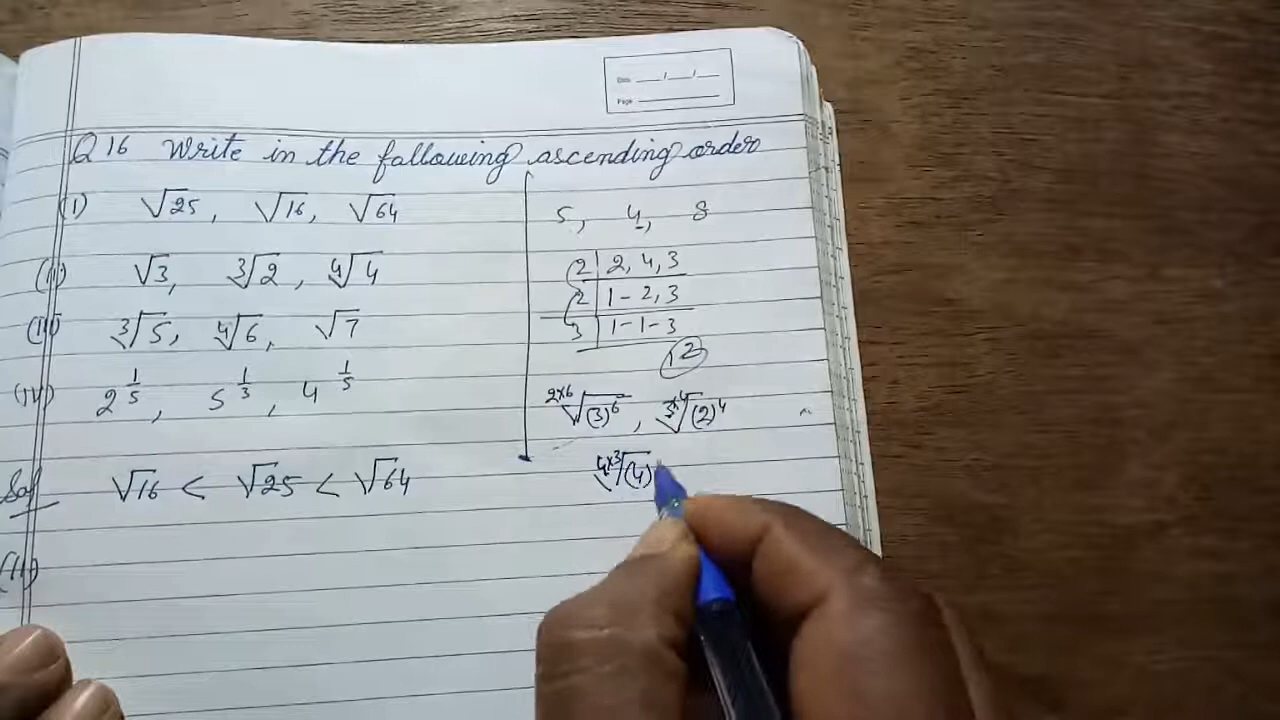 Date ___/___/___
Page ___
Q16 Write in the following ascending order
(I) √25, √16, √64
5, 4, 8
(II) √3, ∛2, ∜4
2 | 2, 4, 3
2 | 1 - 2, 3
3 | 1 - 1 - 3
12
(III) ∛5, ∜6, √7
(IV) 2^(1/5), 5^(1/3), 4^(1/5)
2×6√(3)^6, 3×4√(2)^4
4×3√(4)
Sol √16 < √25 < √64
(II)